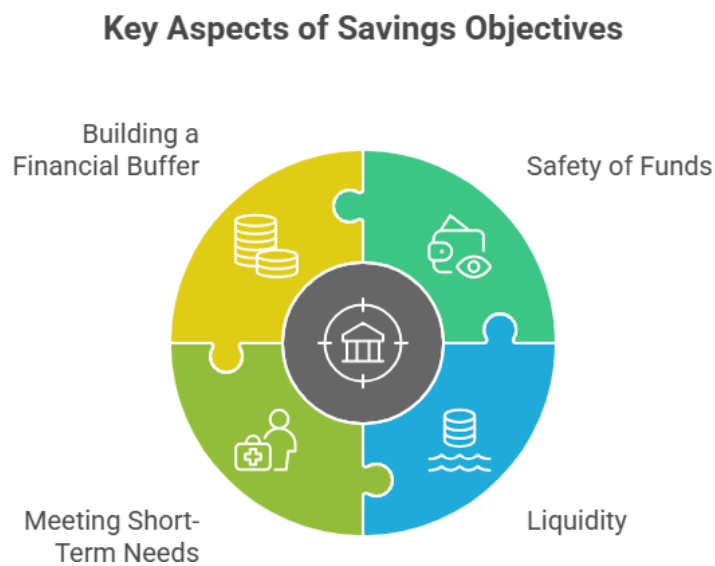 Key Aspects of Savings Objectives
Building a
Financial Buffer
Safety of Funds
Meeting Short-
Term Needs
Liquidity